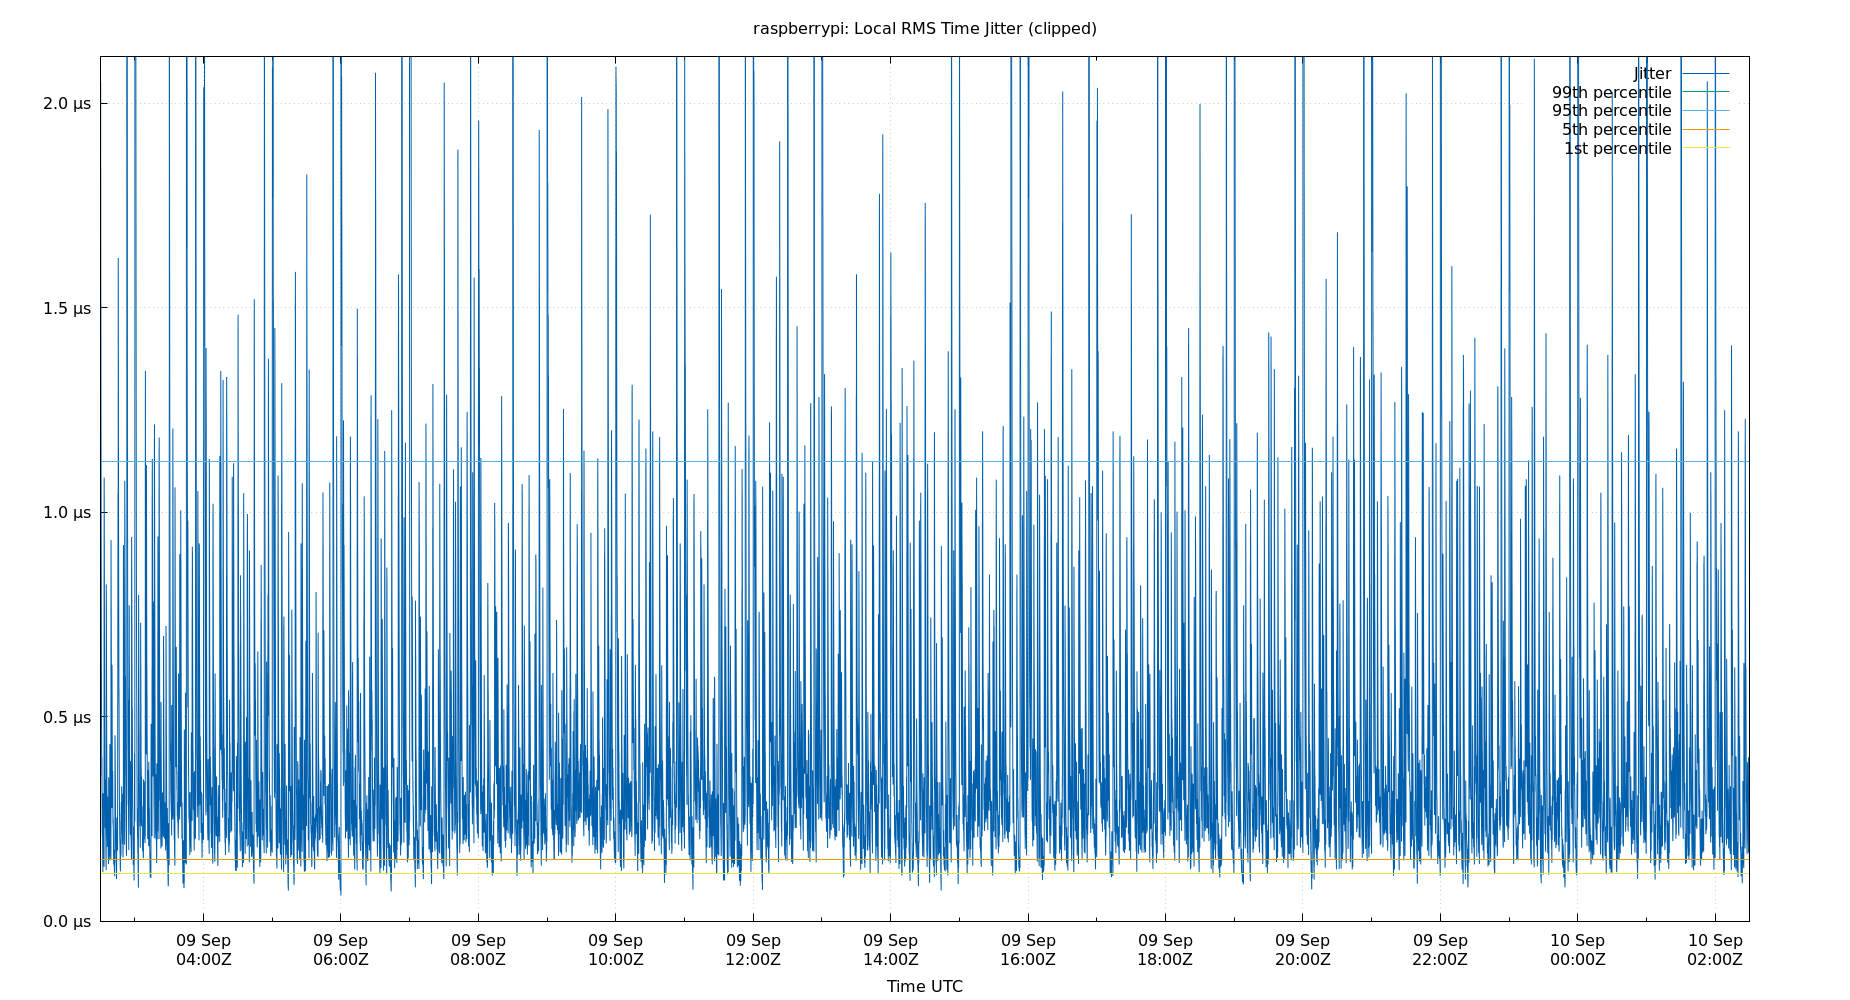 raspberrypi: Local RMS Time Jitter (clipped)
Jitter
99th percentile
95th percentile
5th percentile
1st percentile
2.0 µs
1.5 µs
1.0 µs
0.5 µs
0.0 µs
09 Sep 09 Sep 09 Sep 09 Sep 09 Sep 09 Sep 09 Sep 09 Sep 09 Sep 09 Sep 10 Sep 10 Sep
04:00Z 06:00Z 08:00Z 10:00Z 12:00Z 14:00Z 16:00Z 18:00Z 20:00Z 22:00Z 00:00Z 02:00Z
Time UTC